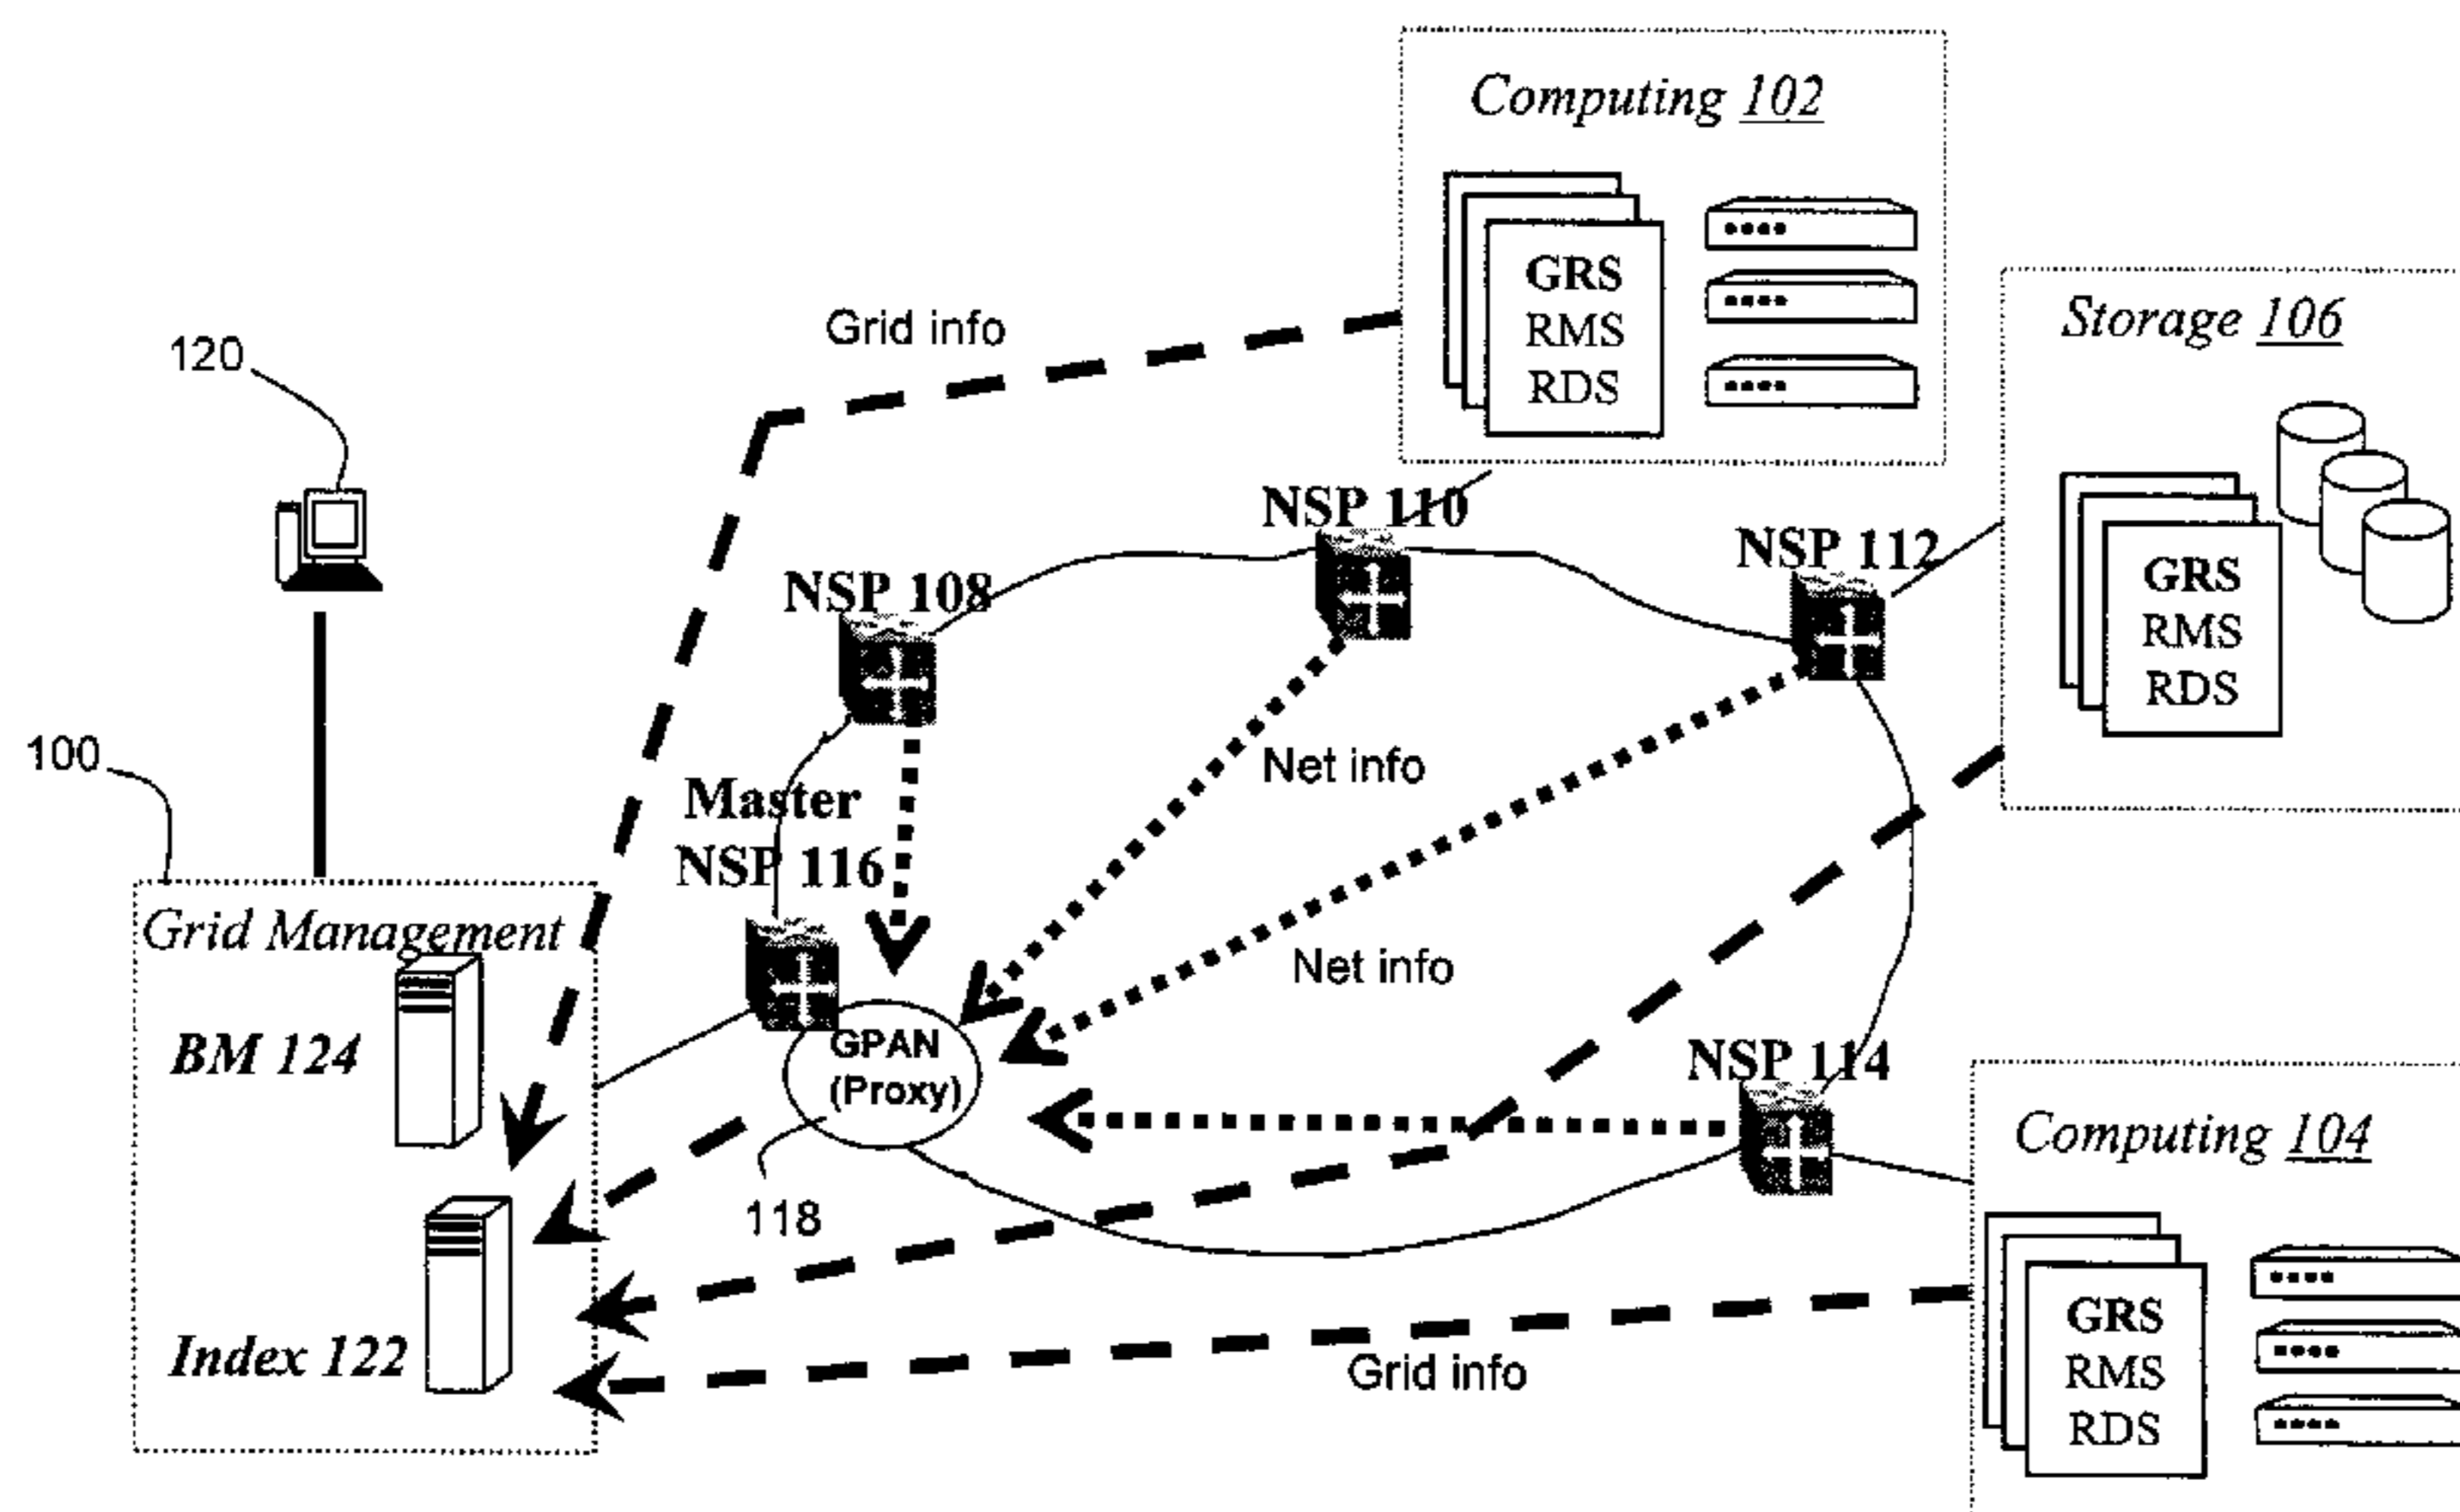 Computing 102
GRS
RMS
RDS
Storage 106
GRS
RMS
RDS
Grid info
120
NSP 110
NSP 112
NSP 108
100
Net info
Master
NSP 116
Grid Management
Net info
BM 124
GPAN
(Proxy)
NSP 114
Computing 104
118
Index 122
Grid info
GRS
RMS
RDS